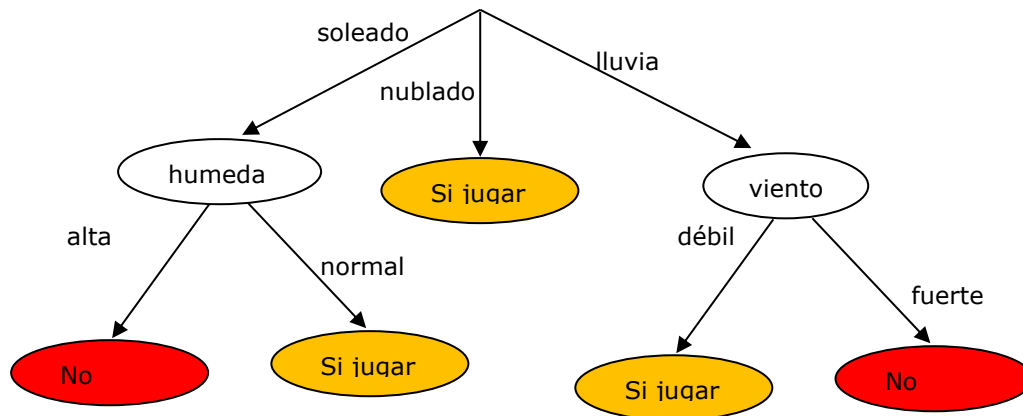 soleado
lluvia
nublado
humeda
Si jugar
viento
alta
débil
normal
fuerte
No
Si jugar
Si jugar
No